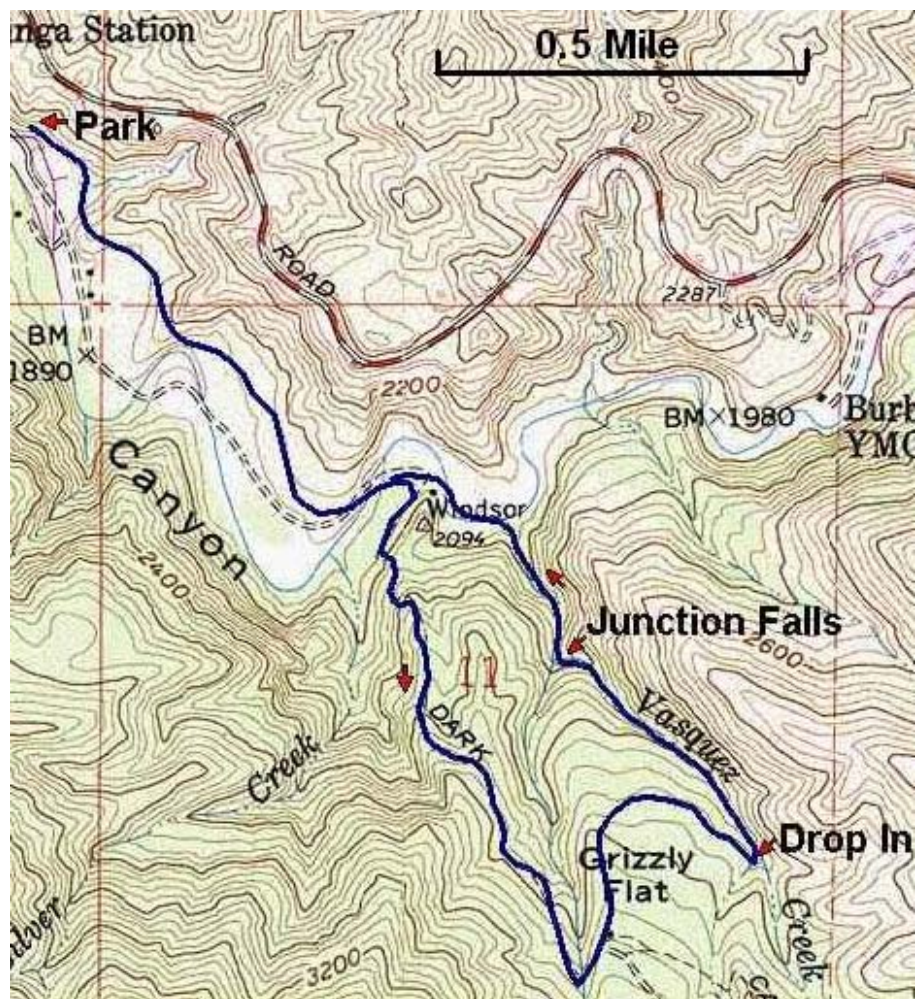 nga Station
0.5 Mile
Park
ROAD
2287
BM
1890
2200
BM×1980
Burb
YMC
Canyon
Windsor
2094
2400
Junction Falls
2600
11
Vasquez
DARK
Creek
Drop In
Grizzly
Flat
Creek
3200